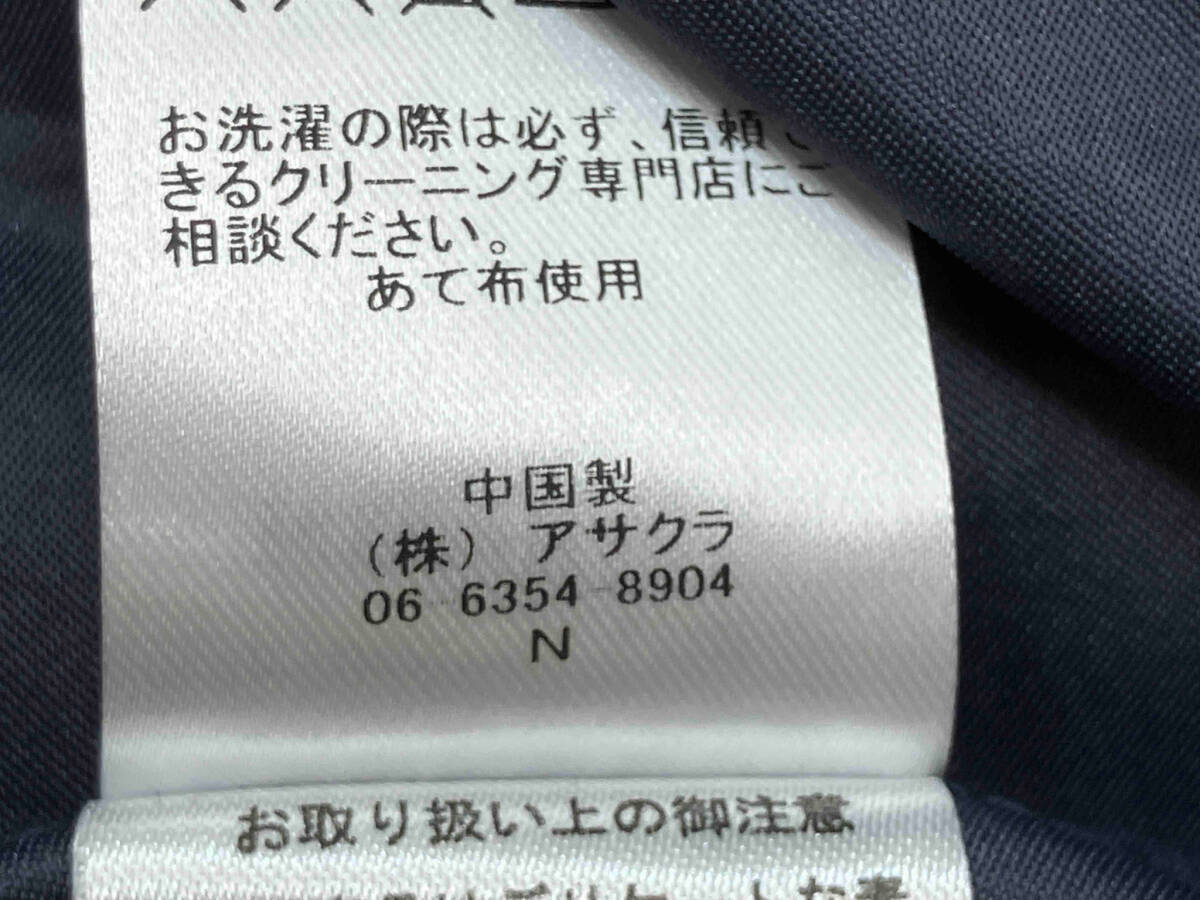 お洗濯の際は必ず、信頼で
きるクリーニング専門店にご
相談ください。
あて布使用
中国製
(株) アサクラ
06-6354-8904
N
お取り扱い上の御注意